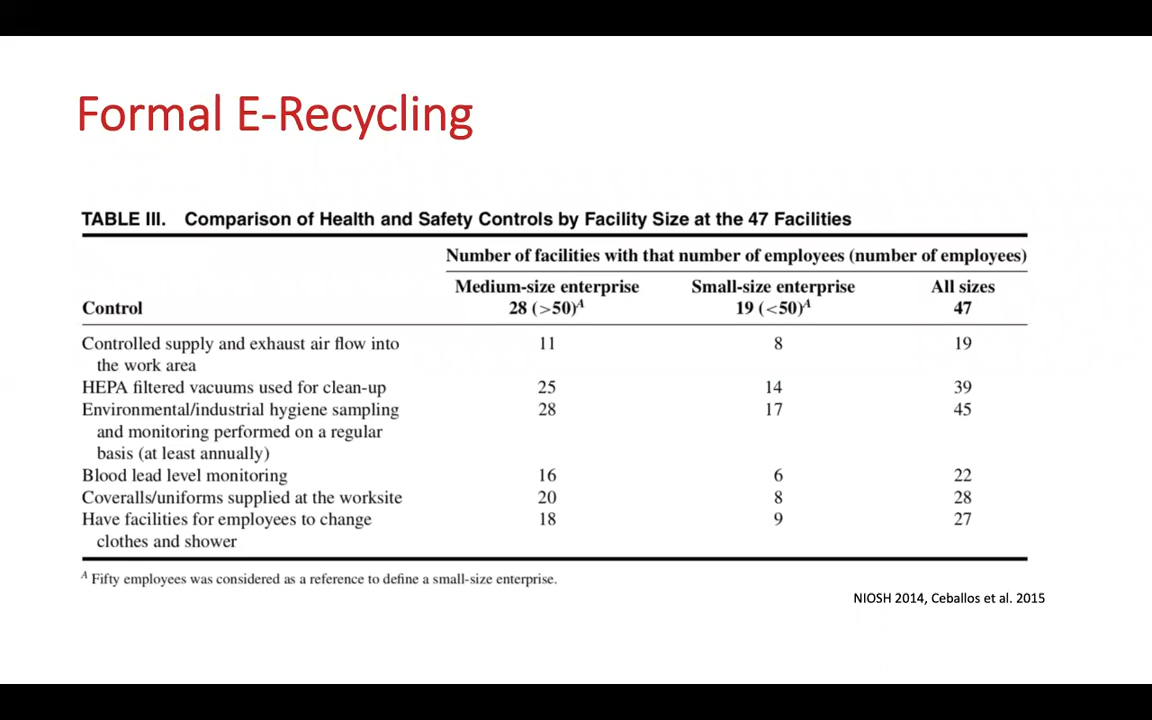 Formal E-Recycling
TABLE III. Comparison of Health and Safety Controls by Facility Size at the 47 Facilities
Number of facilities with that number of employees (number of employees)
Medium-size enterprise Small-size enterprise All sizes
Control 28 (>50)A 19 (<50)A 47
Controlled supply and exhaust air flow into 11 8 19
the work area
HEPA filtered vacuums used for clean-up 25 14 39
Environmental/industrial hygiene sampling 28 17 45
and monitoring performed on a regular
basis (at least annually)
Blood lead level monitoring 16 6 22
Coveralls/uniforms supplied at the worksite 20 8 28
Have facilities for employees to change 18 9 27
clothes and shower
A Fifty employees was considered as a reference to define a small-size enterprise.
NIOSH 2014, Ceballos et al. 2015